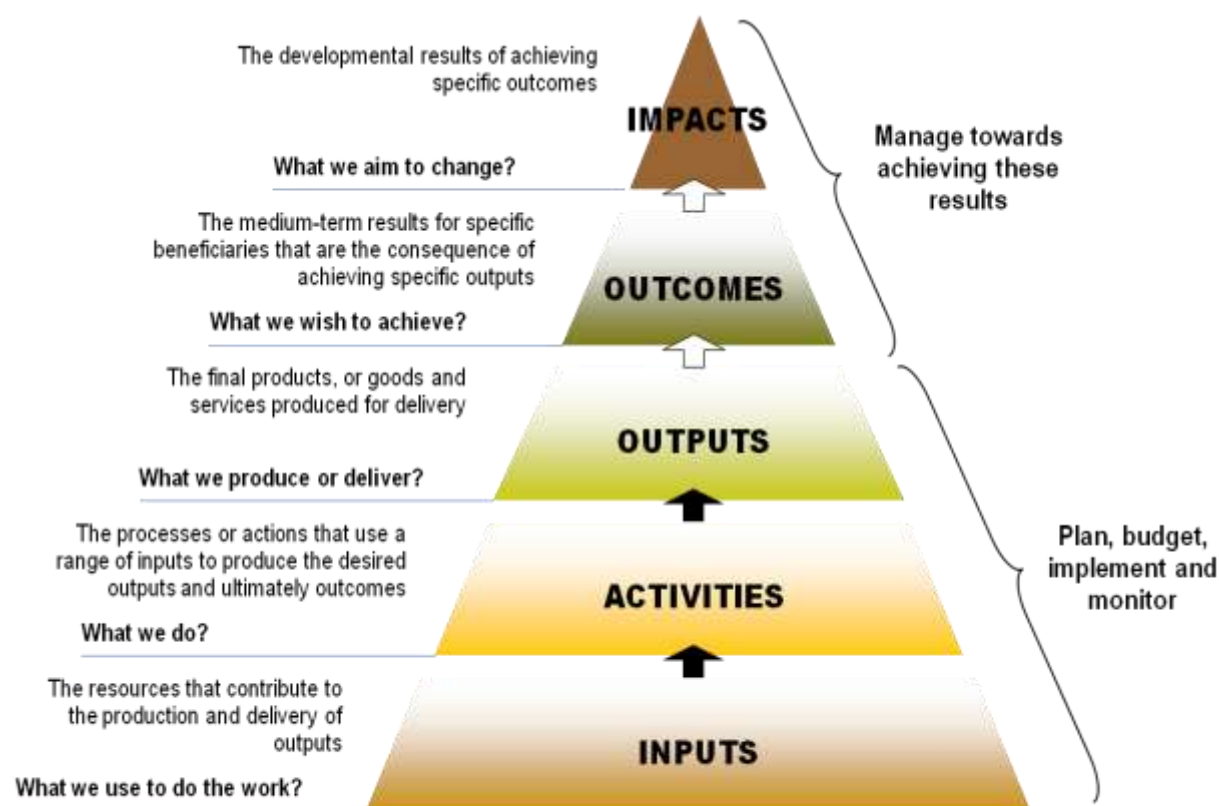 The developmental results of achieving
specific outcomes
IMPACTS
What we aim to change?
Manage towards
achieving these
results
The medium-term results for specific
beneficiaries that are the consequence of
achieving specific outputs
OUTCOMES
What we wish to achieve?
The final products, or goods and
services produced for delivery
OUTPUTS
What we produce or deliver?
The processes or actions that use a
range of inputs to produce the desired
outputs and ultimately outcomes
ACTIVITIES
What we do?
Plan, budget,
implement and
monitor
The resources that contribute to
the production and delivery of
outputs
INPUTS
What we use to do the work?